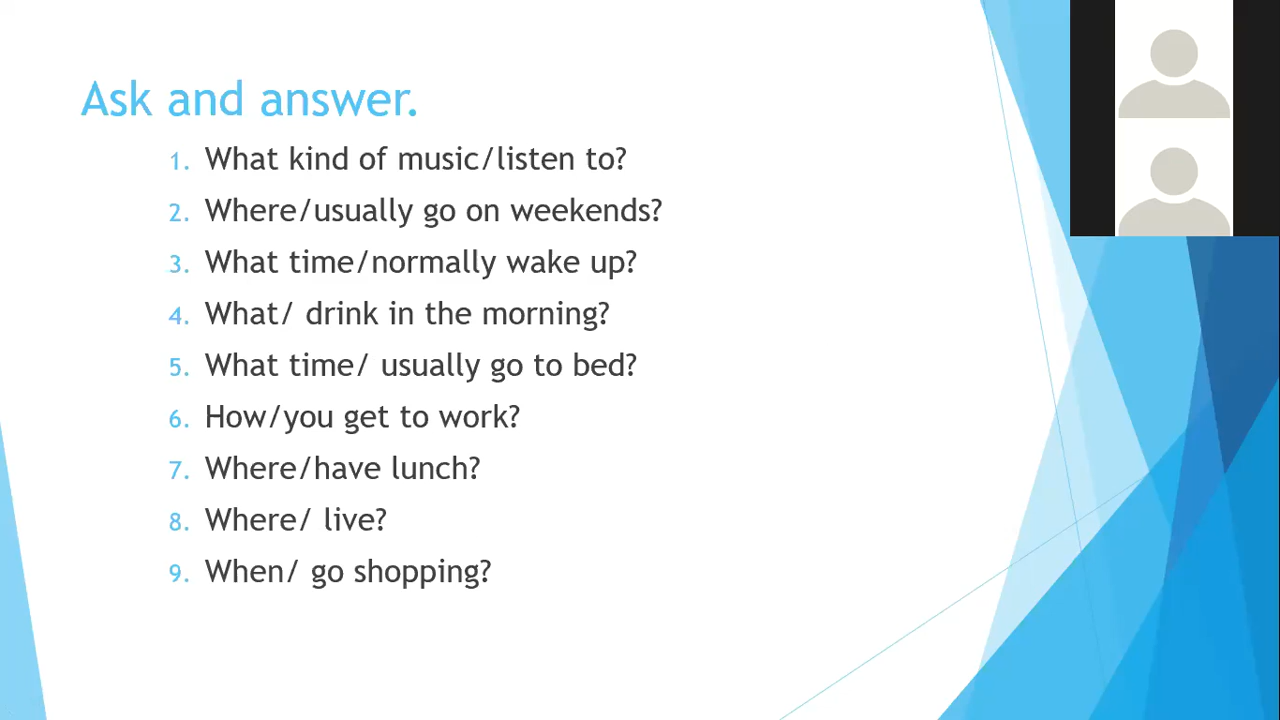 Ask and answer.
1. What kind of music/listen to?
2. Where/usually go on weekends?
3. What time/normally wake up?
4. What/ drink in the morning?
5. What time/ usually go to bed?
6. How/you get to work?
7. Where/have lunch?
8. Where/ live?
9. When/ go shopping?